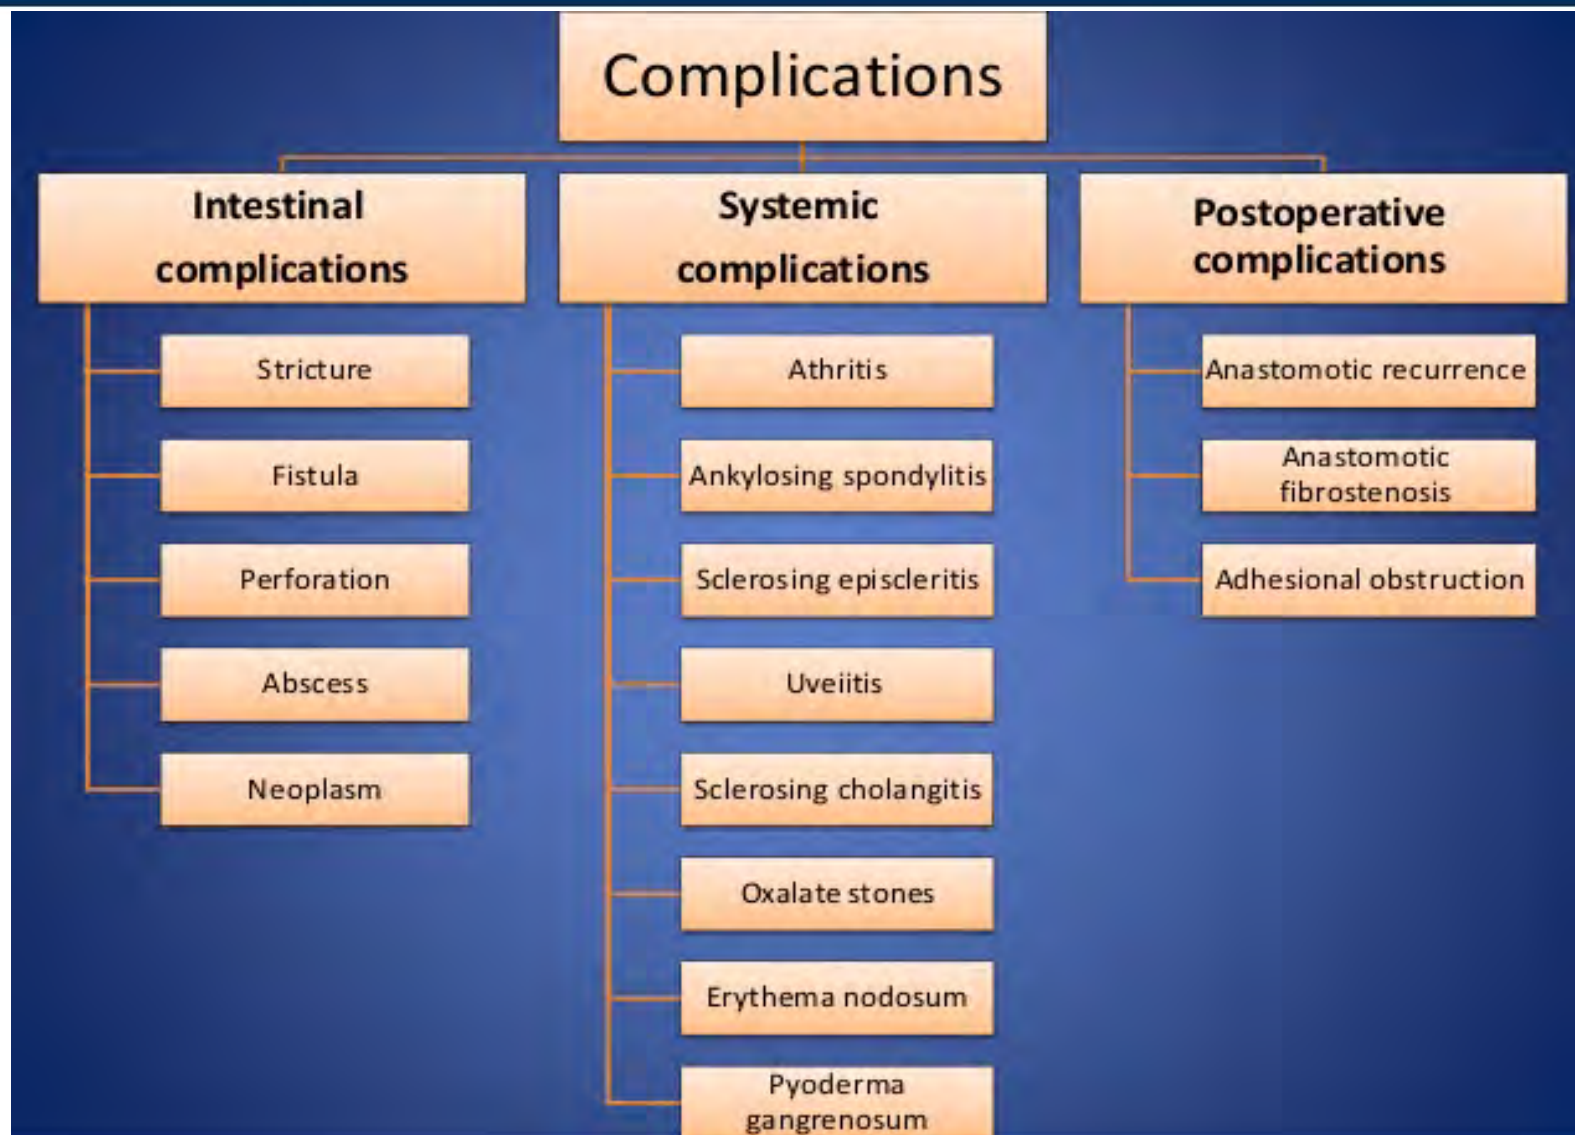 Complications
Intestinal
complications
Stricture
Fistula
Perforation
Abscess
Neoplasm
Systemic
complications
Athritis
Ankylosing spondylitis
Sclerosing episcleritis
Uveiitis
Sclerosing cholangitis
Oxalate stones
Erythema nodosum
Pyoderma
gangrenosum
Postoperative
complications
Anastomotic recurrence
Anastomotic
fibrostenosis
Adhesional obstruction